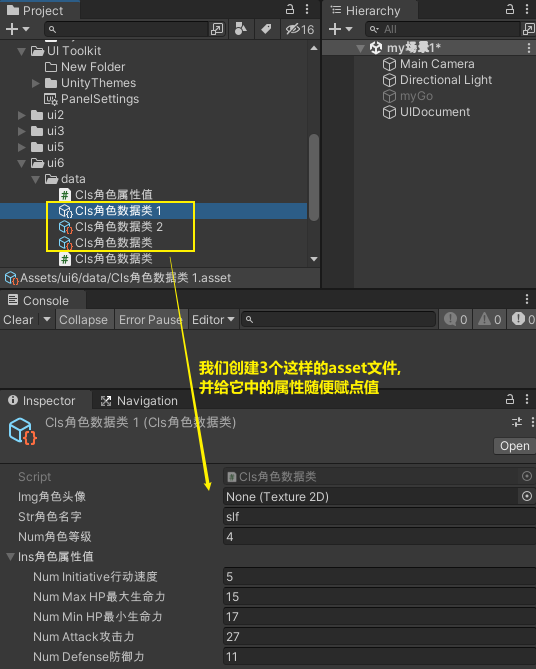 Project
Hierarchy
16
All
UI Toolkit
New Folder
UnityThemes
PanelSettings
ui2
ui3
ui5
ui6
data
Cls角色属性值
Cls角色数据类 1
Cls角色数据类 2
Cls角色数据类
Cls角色数据类
Assets/ui6/data/Cls角色数据类 1.asset
my场景1*
Main Camera
Directional Light
myGo
UIDocument
Console
Clear
Collapse
Error Pause
Editor
0
0
0
我们创建3个这样的asset文件,
并给它中的属性随便赋点值
Inspector
Navigation
Cls角色数据类 1 (Cls角色数据类)
Open
Script
Cls角色数据类
Img角色头像
None (Texture 2D)
Str角色名字
slf
Num角色等级
4
Ins角色属性值
Num Initiative行动速度
5
Num Max HP最大生命力
15
Num Min HP最小生命力
17
Num Attack攻击力
27
Num Defense防御力
11